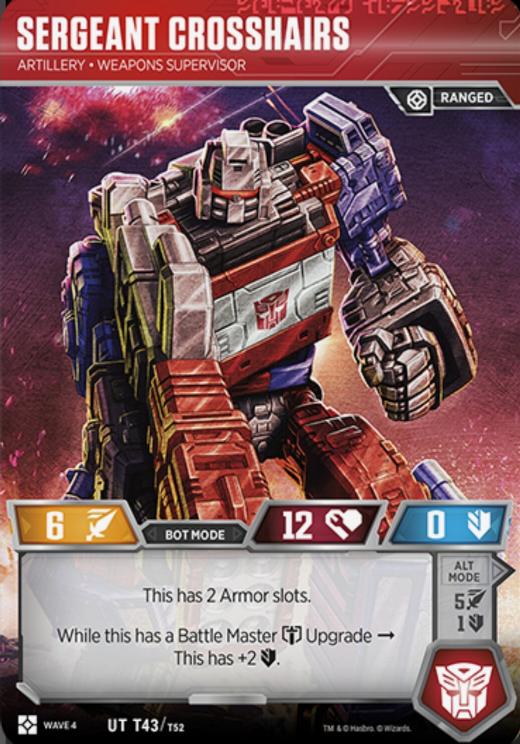 SERGEANT CROSSHAIRS
ARTILLERY • WEAPONS SUPERVISOR
RANGED
6
BOT MODE
12
0
ALT
MODE
5
1
This has 2 Armor slots.
While this has a Battle Master Upgrade →
This has +2 .
WAVE 4
UT T43/T52
TM & © Hasbro. © Wizards.